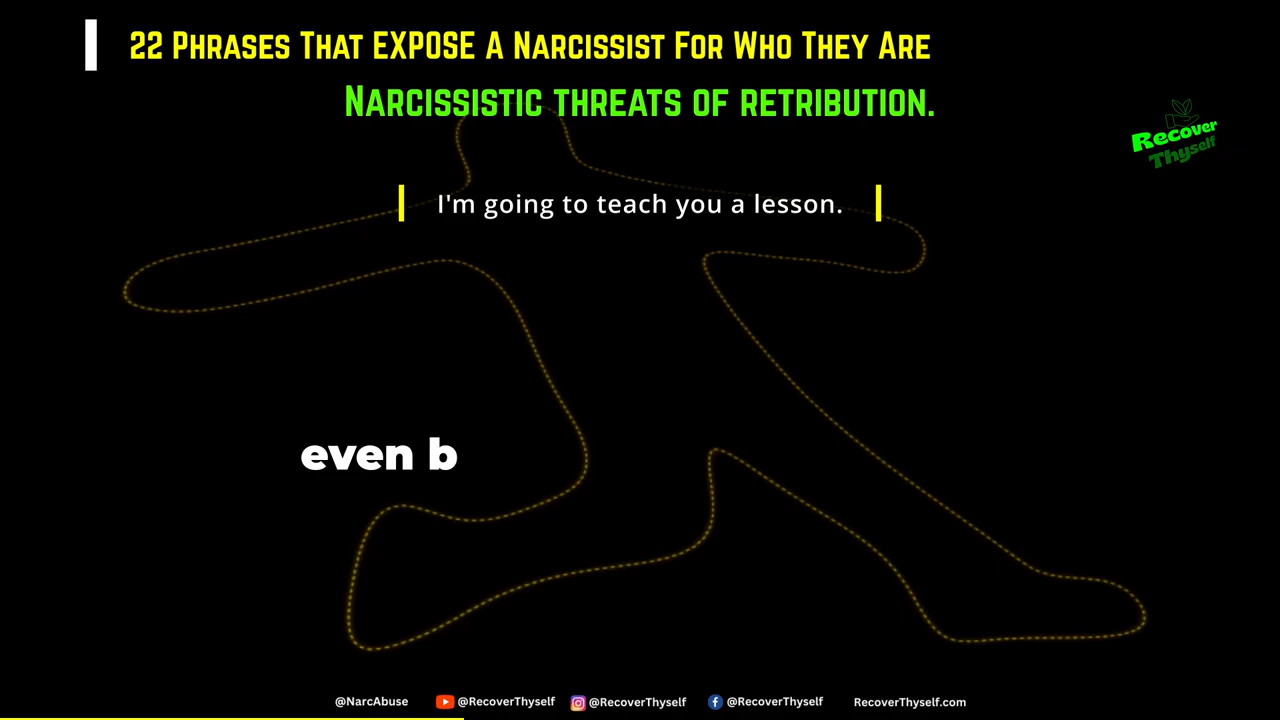 22 Phrases That EXPOSE A Narcissist For Who They Are
Narcissistic threats of retribution.
Recover
Thyself
I'm going to teach you a lesson.
even b
@NarcAbuse @RecoverThyself @RecoverThyself @RecoverThyself RecoverThyself.com